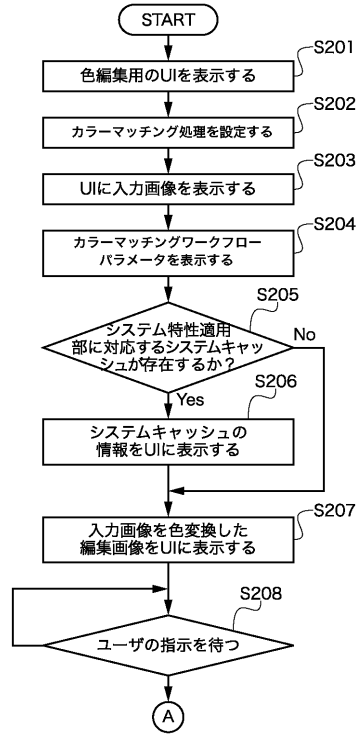 START
S201
色編集用のUIを表示する
S202
カラーマッチング処理を設定する
S203
UIに入力画像を表示する
S204
カラーマッチングワークフロー
パラメータを表示する
S205
システム特性適用
部に対応するシステムキャッ
シュが存在するか？
No
Yes
S206
システムキャッシュの
情報をUIに表示する
S207
入力画像を色変換した
編集画像をUIに表示する
S208
ユーザの指示を待つ
A